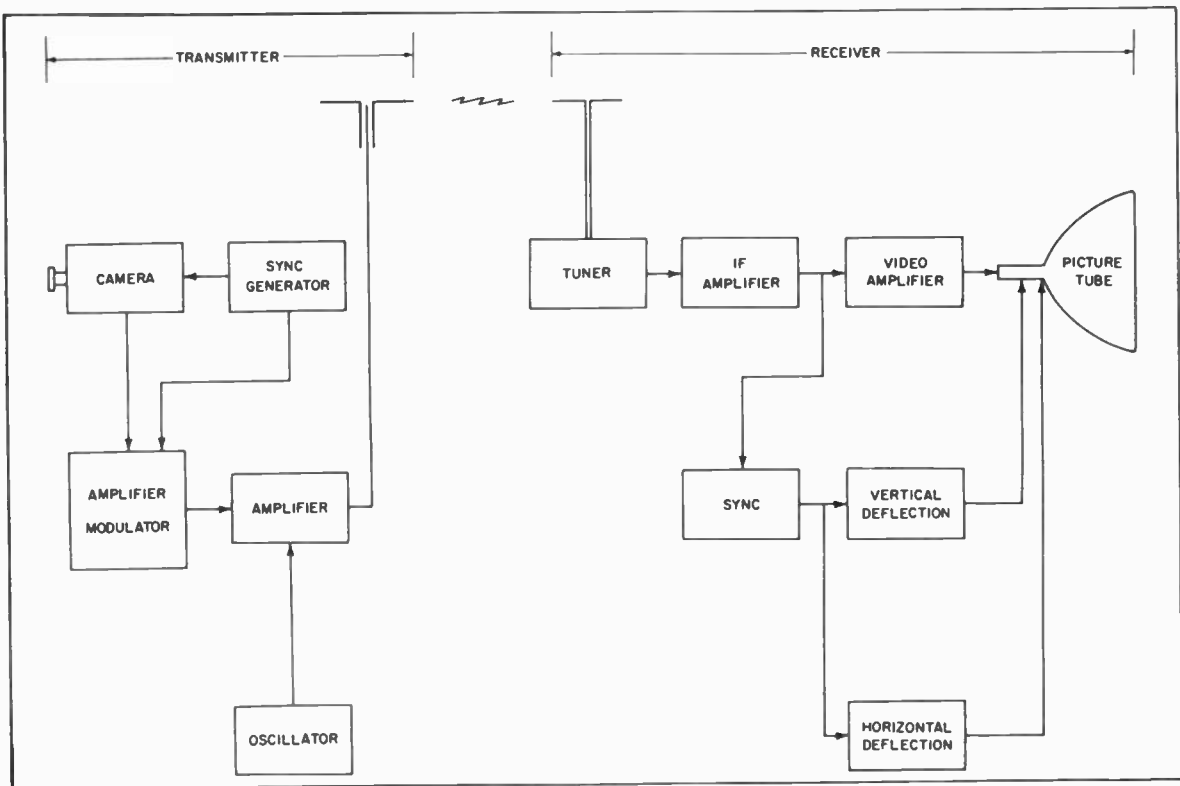 TRANSMITTER
RECEIVER
CAMERA
SYNC
GENERATOR
TUNER
IF
AMPLIFIER
VIDEO
AMPLIFIER
PICTURE
TUBE
AMPLIFIER
MODULATOR
AMPLIFIER
SYNC
VERTICAL
DEFLECTION
OSCILLATOR
HORIZONTAL
DEFLECTION